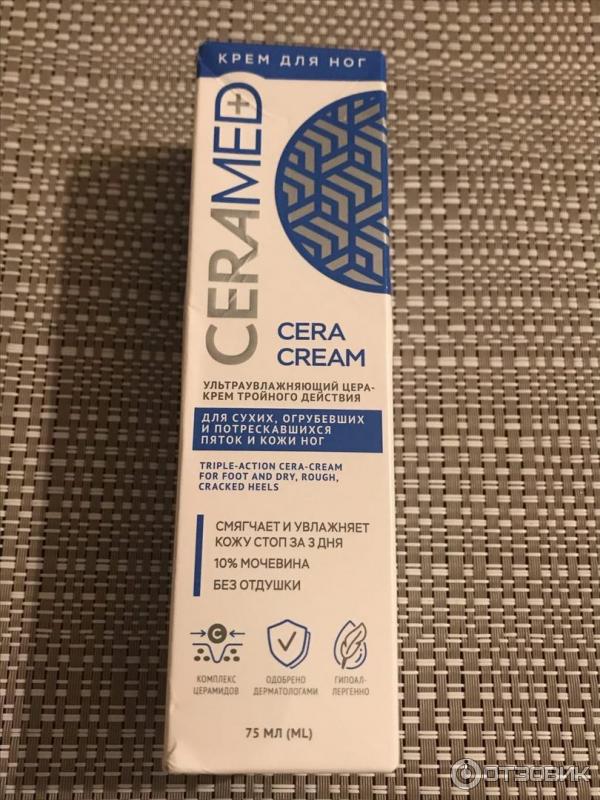 КРЕМ ДЛЯ НОГ
CERAMED+
CERA
CREAM
УЛЬТРАУВЛАЖНЯЮЩИЙ ЦЕРА-
КРЕМ ТРОЙНОГО ДЕЙСТВИЯ
ДЛЯ СУХИХ, ОГРУБЕВШИХ
И ПОТРЕСКАВШИХСЯ
ПЯТОК И КОЖИ НОГ
TRIPLE-ACTION CERA-CREAM
FOR FOOT AND DRY, ROUGH,
CRACKED HEELS
СМЯГЧАЕТ И УВЛАЖНЯЕТ
КОЖУ СТОП ЗА 3 ДНЯ
10% МОЧЕВИНА
БЕЗ ОТДУШКИ
C
КОМПЛЕКС
ЦЕРАМИДОВ
ОДОБРЕНО
ДЕРМАТОЛОГАМИ
ГИПОАЛ-
ЛЕРГЕННО
75 МЛ (ML)
ОТЗОВИК